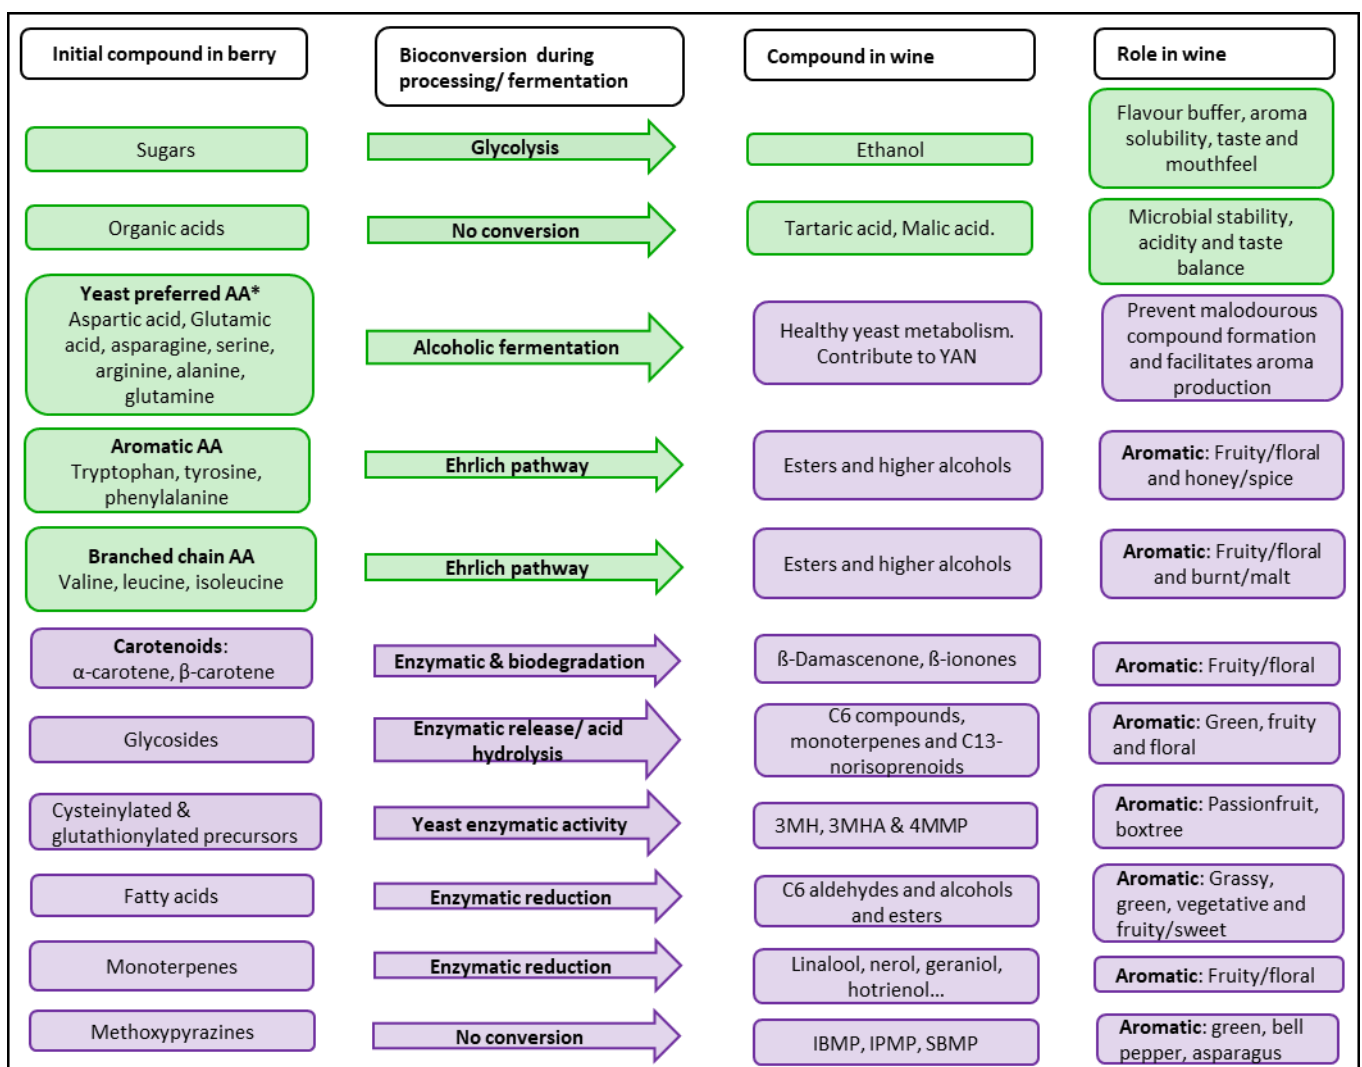 Initial compound in berry
Bioconversion during
processing/ fermentation
Compound in wine
Role in wine
Sugars
Glycolysis
Ethanol
Flavour buffer, aroma
solubility, taste and
mouthfeel
Organic acids
No conversion
Tartaric acid, Malic acid.
Microbial stability,
acidity and taste
balance
Yeast preferred AA*
Aspartic acid, Glutamic
acid, asparagine, serine,
arginine, alanine,
glutamine
Alcoholic fermentation
Healthy yeast metabolism.
Contribute to YAN
Prevent malodourous
compound formation
and facilitates aroma
production
Aromatic AA
Tryptophan, tyrosine,
phenylalanine
Ehrlich pathway
Esters and higher alcohols
Aromatic: Fruity/floral
and honey/spice
Branched chain AA
Valine, leucine, isoleucine
Ehrlich pathway
Esters and higher alcohols
Aromatic: Fruity/floral
and burnt/malt
Carotenoids:
α-carotene, β-carotene
Enzymatic & biodegradation
ß-Damascenone, ß-ionones
Aromatic: Fruity/floral
Glycosides
Enzymatic release/ acid
hydrolysis
C6 compounds,
monoterpenes and C13-
norisoprenoids
Aromatic: Green, fruity
and floral
Cysteinylated &
glutathionylated precursors
Yeast enzymatic activity
3MH, 3MHA & 4MMP
Aromatic: Passionfruit,
boxtree
Fatty acids
Enzymatic reduction
C6 aldehydes and alcohols
and esters
Aromatic: Grassy,
green, vegetative and
fruity/sweet
Monoterpenes
Enzymatic reduction
Linalool, nerol, geraniol,
hotrienol...
Aromatic: Fruity/floral
Methoxypyrazines
No conversion
IBMP, IPMP, SBMP
Aromatic: green, bell
pepper, asparagus